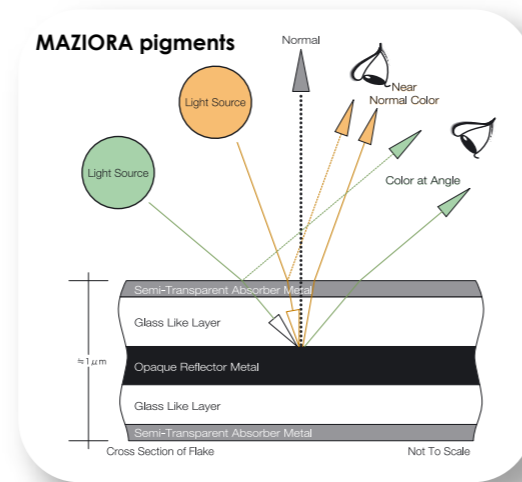 MAZIORA pigments
Normal
Near
Normal Color
Light Source
Light Source
Color at Angle
Semi-Transparent Absorber Metal
Glass Like Layer
≒1μm
Opaque Reflector Metal
Glass Like Layer
Semi-Transparent Absorber Metal
Cross Section of Flake
Not To Scale